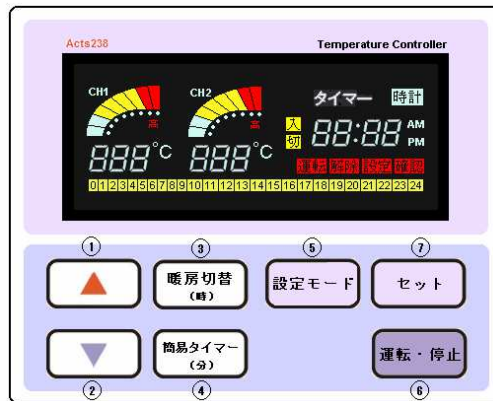 Acts238 Temperature Controller
CH1 CH2 タイマー 時計
高 高
入 88:88 AM
切 PM
888°C 888°C
運転 解除 設定 確認
0 1 2 3 4 5 6 7 8 9 10 11 12 13 14 15 16 17 18 19 20 21 22 23 24
① ③ ⑤ ⑦
▲ 暖房切替 設定モード セット
(時)
▼ 簡易タイマー 運転・停止
(分)
② ④ ⑥